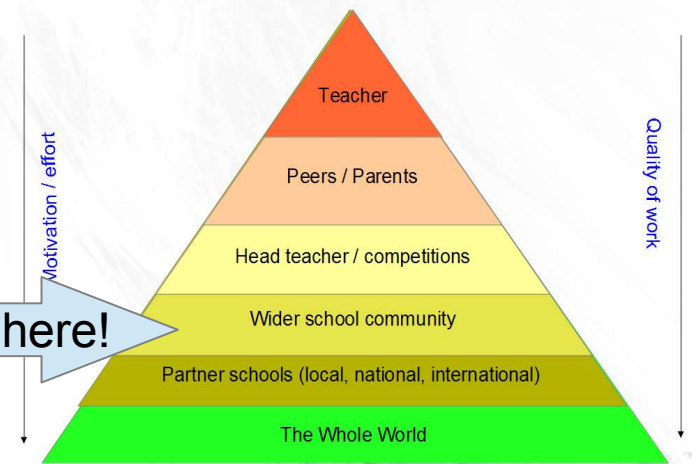 Teacher
Peers / Parents
Head teacher / competitions
Wider school community
Partner schools (local, national, international)
The Whole World
Motivation / effort
Quality of work
here!